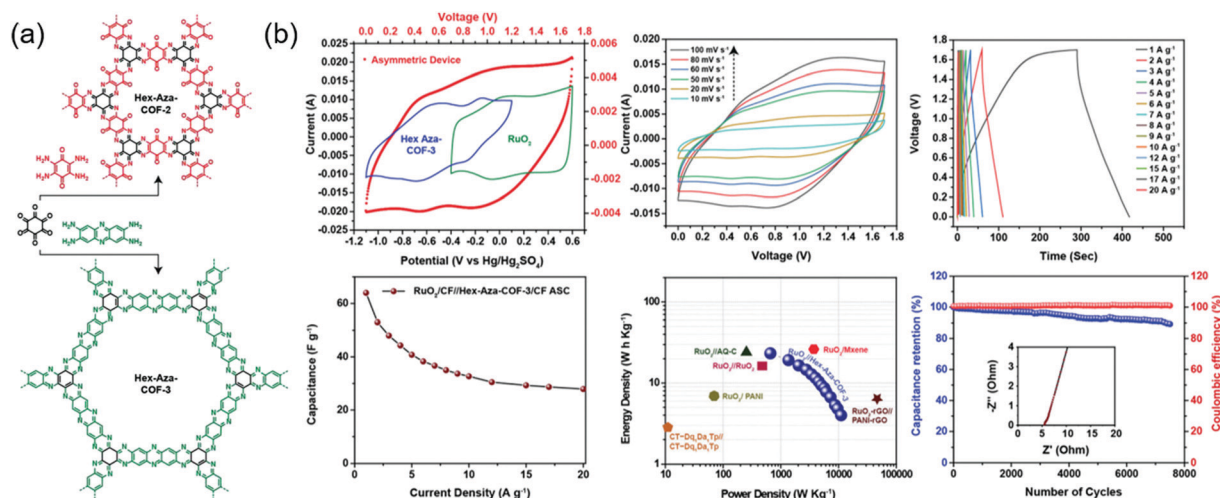 (a)
Hex-Aza-
COF-2
Hex-Aza-
COF-3
(b)
Voltage (V)
0.0 0.2 0.4 0.6 0.8 1.0 1.2 1.4 1.6 1.8
Asymmetric Device
Hex Aza-
COF-3
RuO2
Current (A)
0.025
0.020
0.015
0.010
0.005
0.000
-0.005
-0.010
-0.015
-0.020
-0.025
0.006
0.004
0.002
0.000
-0.002
-0.004
-1.2 -1.0 -0.8 -0.6 -0.4 -0.2 0.0 0.2 0.4 0.6
Potential (V vs Hg/Hg2SO4)
100 mV s-1
80 mV s-1
60 mV s-1
50 mV s-1
20 mV s-1
10 mV s-1
Current (A)
0.025
0.020
0.015
0.010
0.005
0.000
-0.005
-0.010
-0.015
0.0 0.2 0.4 0.6 0.8 1.0 1.2 1.4 1.6 1.8
Voltage (V)
Voltage (V)
1.8
1.6
1.4
1.2
1.0
0.8
0.6
0.4
0.2
0.0
1 A g-1
2 A g-1
3 A g-1
4 A g-1
5 A g-1
6 A g-1
7 A g-1
8 A g-1
9 A g-1
10 A g-1
12 A g-1
15 A g-1
17 A g-1
20 A g-1
0 100 200 300 400 500
Time (Sec)
RuO2/CF//Hex-Aza-COF-3/CF ASC
Capacitance (F g-1)
60
40
20
0
0 5 10 15 20
Current Density (A g-1)
Energy Density (W h Kg-1)
100
10
1
RuO2//AQ-C
RuO2//RuO2
RuO2/Mxene
RuO2//Hex-Aza-COF-3
RuO2/ PANI
RuO2-rGO//
PANI-rGO
10 100 1000 10000 100000
Power Density (W Kg-1)
Capacitance retention (%)
120
100
80
60
40
20
0
Coulombic efficiency (%)
120
100
80
60
40
20
0
-Z'' (Ohm)
4
3
2
1
0
0 5 10 15 20
Z' (Ohm)
0 2000 4000 6000 8000
Number of Cycles